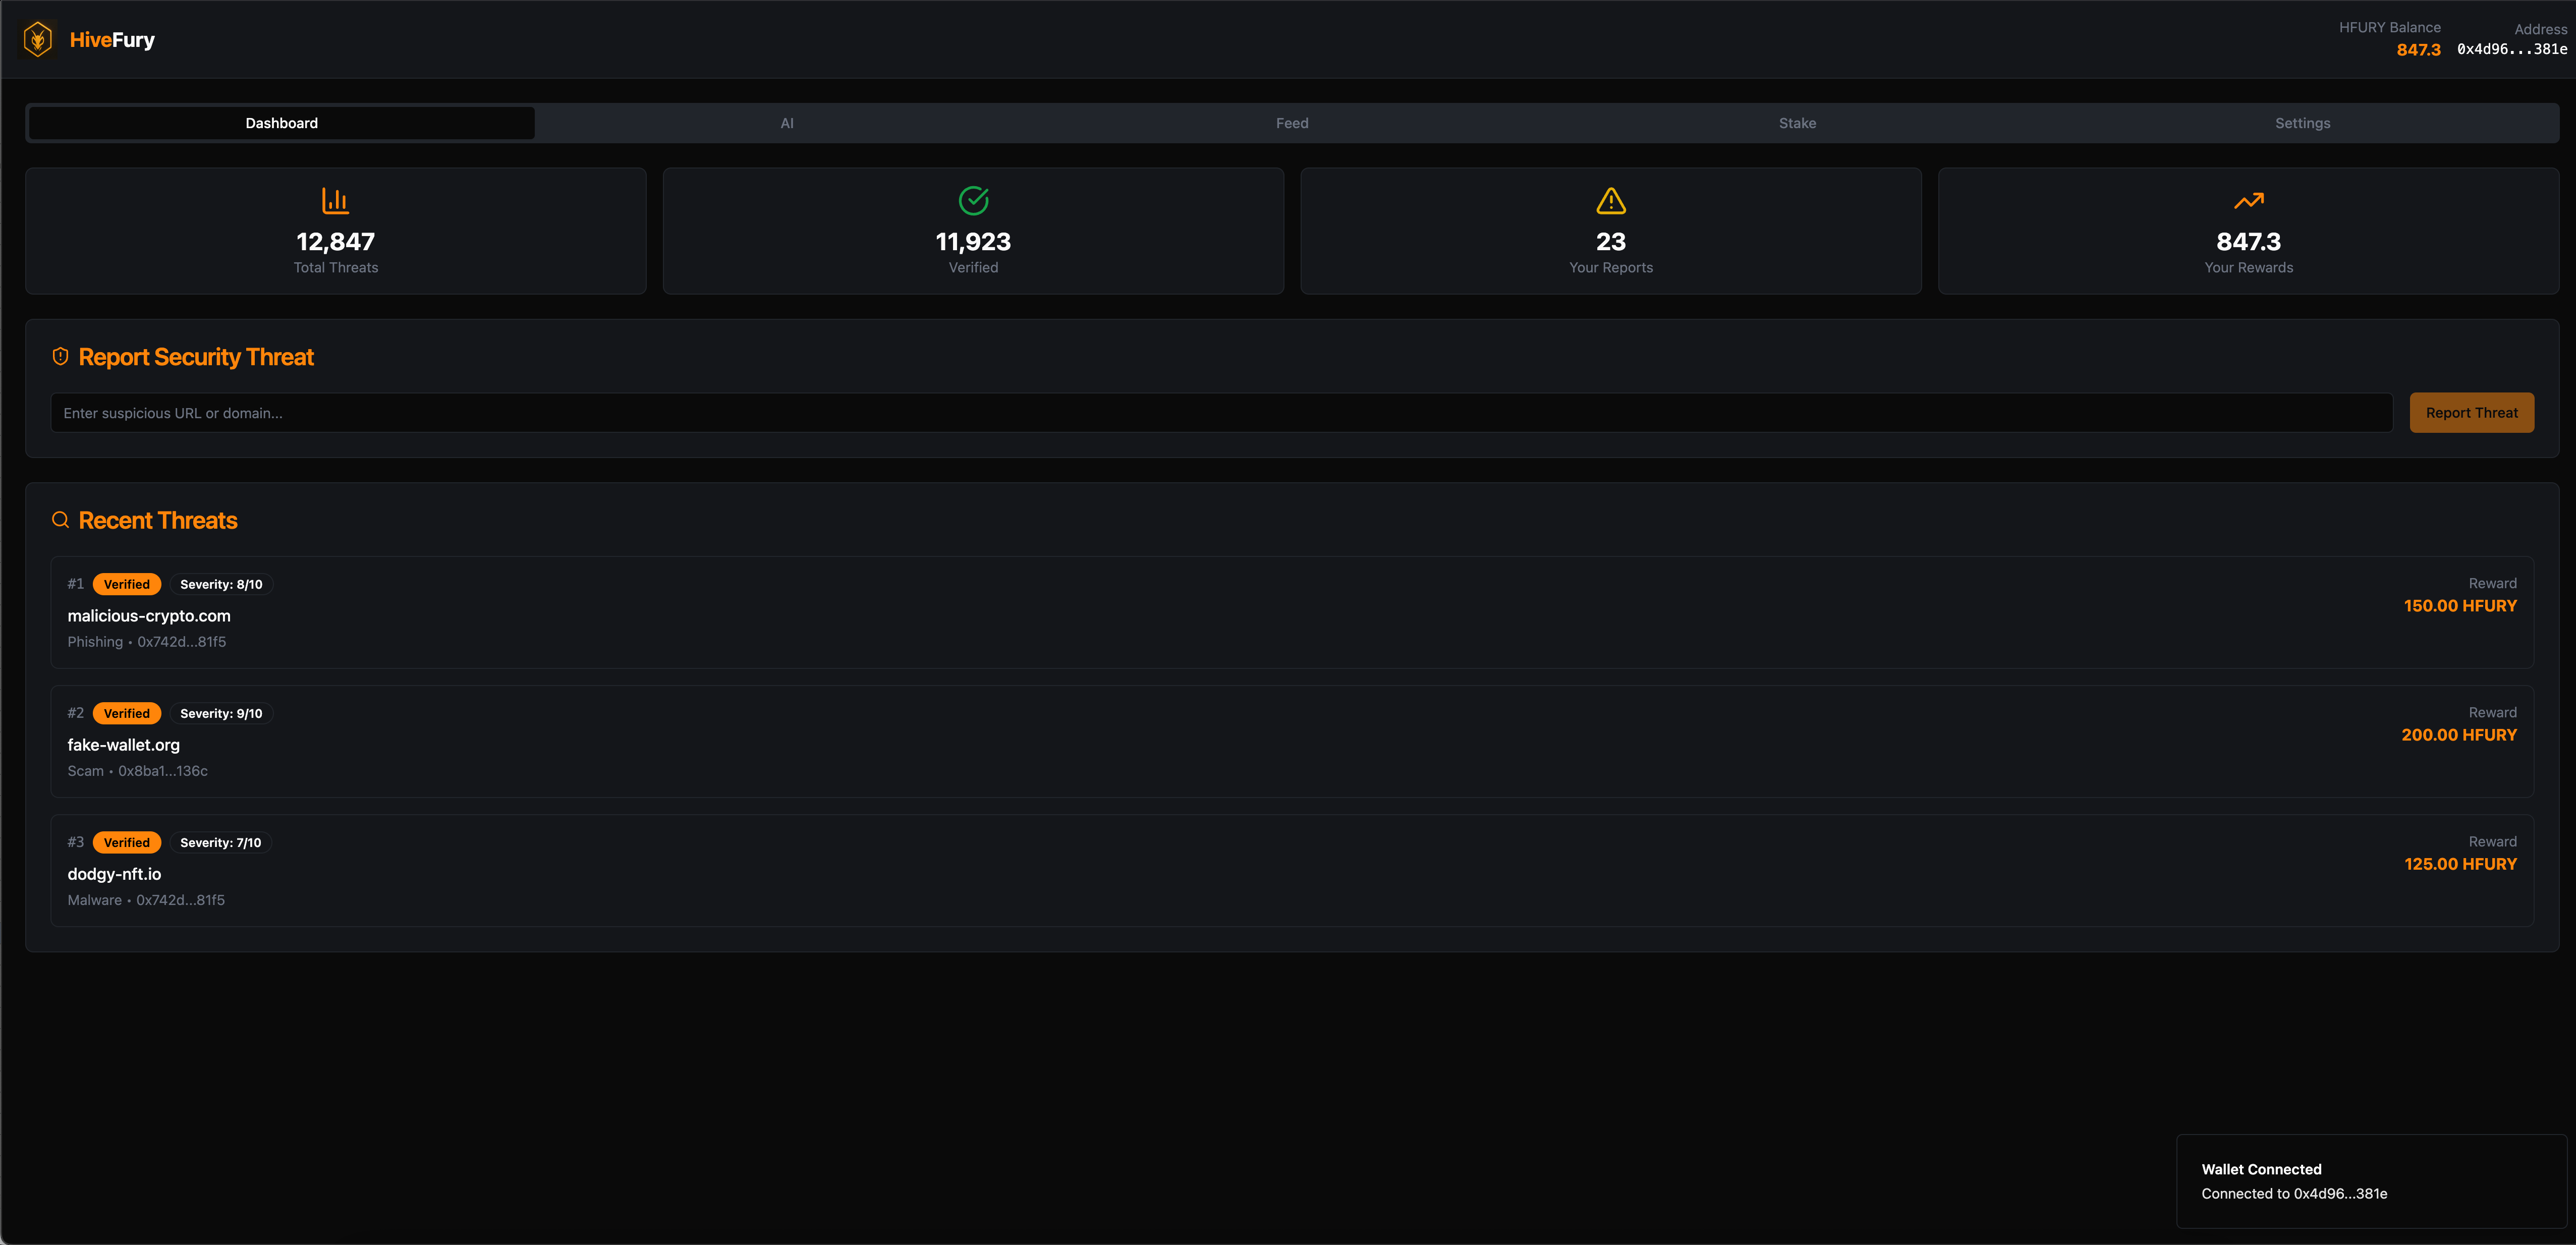 HiveFury
HFURY Balance
847.3
Address
0x4d96...381e
Dashboard
AI
Feed
Stake
Settings
12,847
Total Threats
11,923
Verified
23
Your Reports
847.3
Your Rewards
Report Security Threat
Enter suspicious URL or domain...
Report Threat
Recent Threats
#1 Verified Severity: 8/10
malicious-crypto.com
Phishing • 0x742d...81f5
Reward
150.00 HFURY
#2 Verified Severity: 9/10
fake-wallet.org
Scam • 0x8ba1...136c
Reward
200.00 HFURY
#3 Verified Severity: 7/10
dodgy-nft.io
Malware • 0x742d...81f5
Reward
125.00 HFURY
Wallet Connected
Connected to 0x4d96...381e